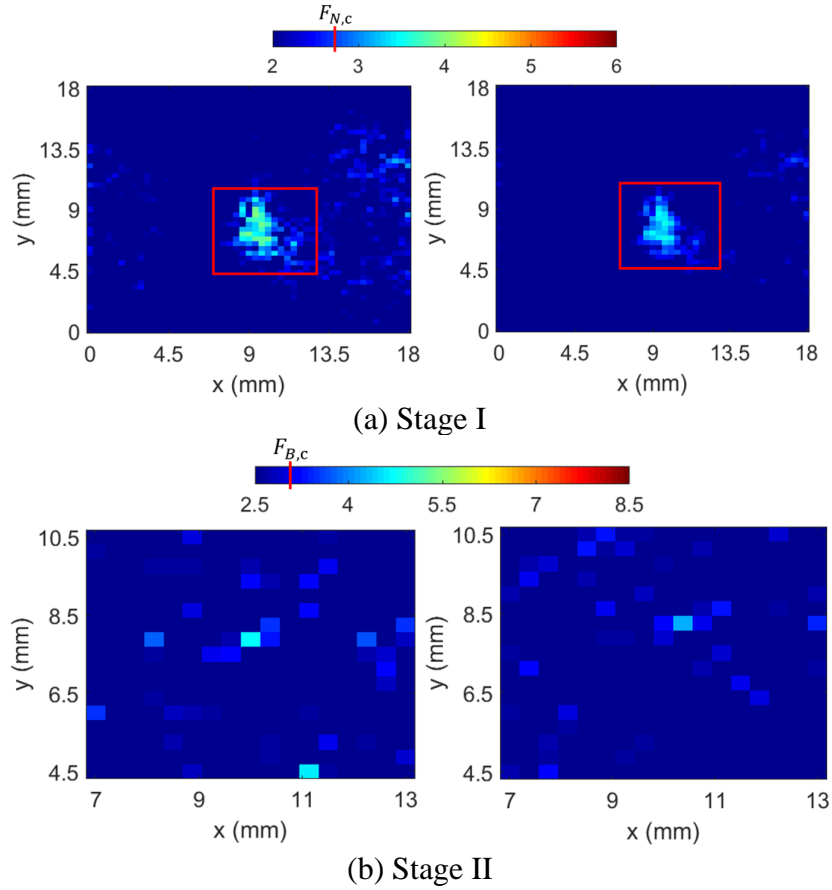 F_{N,c}
2 3 4 5 6
18
13.5
9
4.5
0
y (mm)
0 4.5 9 13.5 18
x (mm)
18
13.5
9
4.5
0
y (mm)
0 4.5 9 13.5 18
x (mm)
(a) Stage I
F_{B,c}
2.5 4 5.5 7 8.5
10.5
8.5
6.5
4.5
y (mm)
7 9 11 13
x (mm)
10.5
8.5
6.5
4.5
y (mm)
7 9 11 13
x (mm)
(b) Stage II